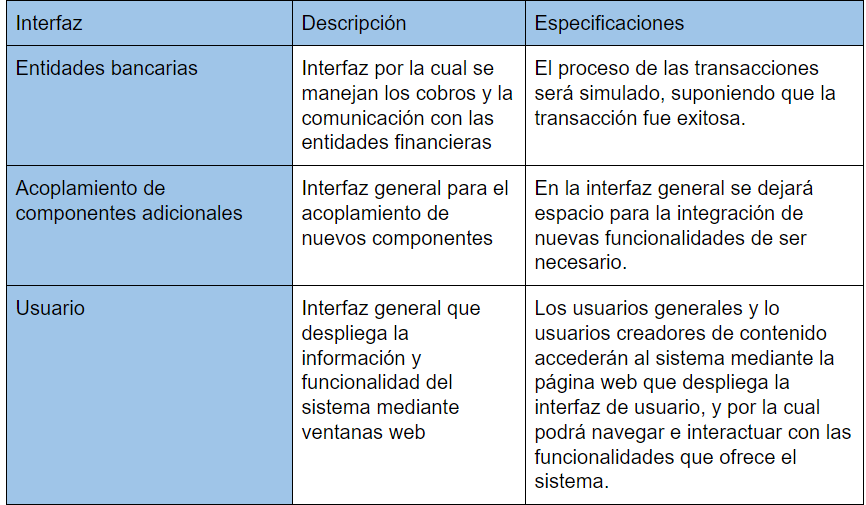 Interfaz
Descripción
Especificaciones
Entidades bancarias
Interfaz por la cual se
manejan los cobros y la
comunicación con las
entidades financieras
El proceso de las transacciones
será simulado, suponiendo que la
transacción fue exitosa.
Acoplamiento de
componentes adicionales
Interfaz general para el
acoplamiento de
nuevos componentes
En la interfaz general se dejará
espacio para la integración de
nuevas funcionalidades de ser
necesario.
Usuario
Interfaz general que
despliega la
información y
funcionalidad del
sistema mediante
ventanas web
Los usuarios generales y lo
usuarios creadores de contenido
accederán al sistema mediante la
página web que despliega la
interfaz de usuario, y por la cual
podrá navegar e interactuar con las
funcionalidades que ofrece el
sistema.